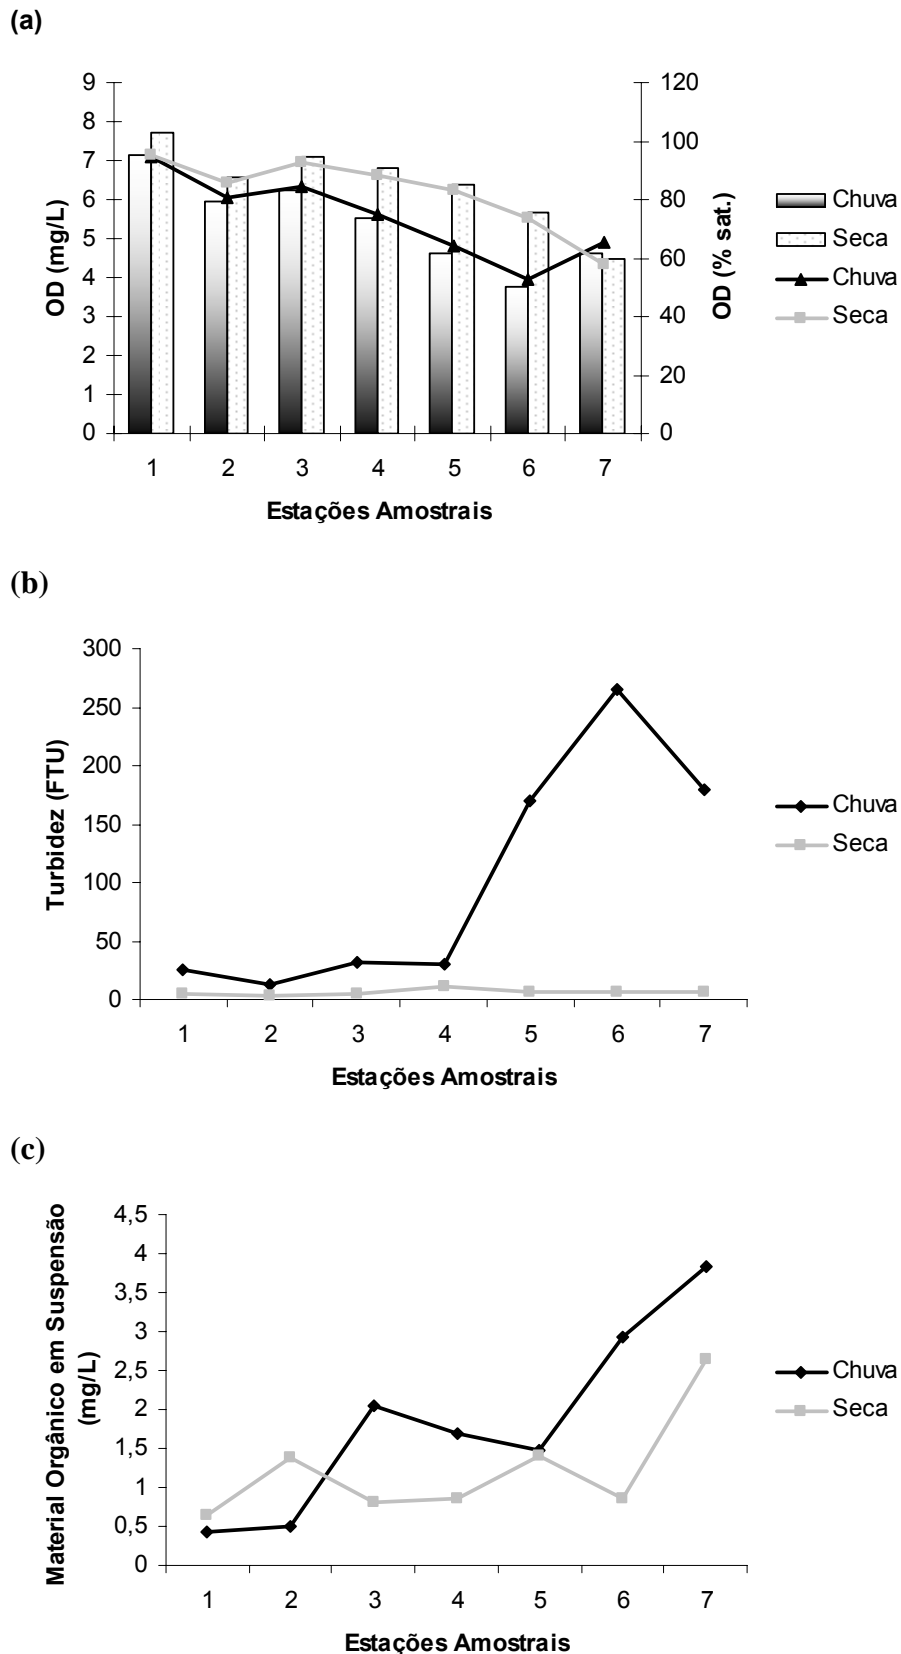 (a)
9
8
7
6
5
4
3
2
1
0
OD (mg/L)
120
100
80
60
40
20
0
OD (% sat.)
1 2 3 4 5 6 7
Estações Amostrais
Chuva
Seca
Chuva
Seca
(b)
300
250
200
150
100
50
0
Turbidez (FTU)
1 2 3 4 5 6 7
Estações Amostrais
Chuva
Seca
(c)
4,5
4
3,5
3
2,5
2
1,5
1
0,5
0
Material Orgânico em Suspensão
(mg/L)
1 2 3 4 5 6 7
Estações Amostrais
Chuva
Seca